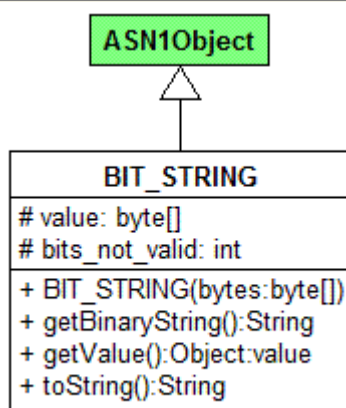 ASN1Object
BIT_STRING
# value: byte[]
# bits_not_valid: int
+ BIT_STRING(bytes:byte[])
+ getBinaryString():String
+ getValue():Object:value
+ toString():String